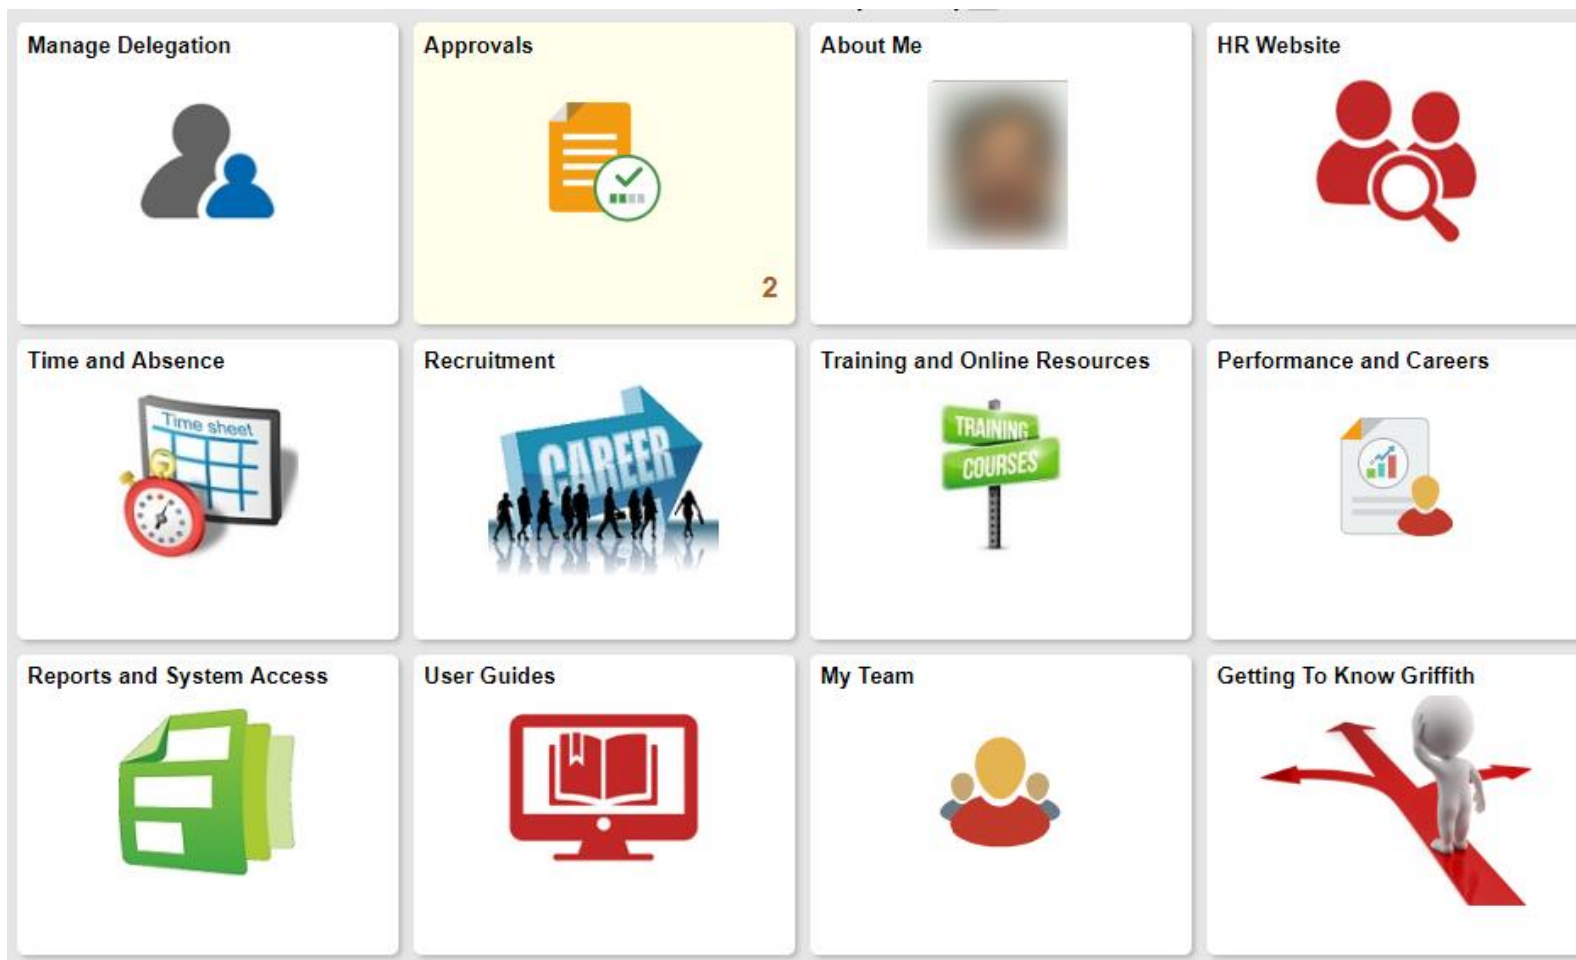 Manage Delegation
Approvals
2
About Me
HR Website
Time and Absence
Time sheet
Recruitment
CAREER
Training and Online Resources
TRAINING
COURSES
Performance and Careers
Reports and System Access
User Guides
My Team
Getting To Know Griffith